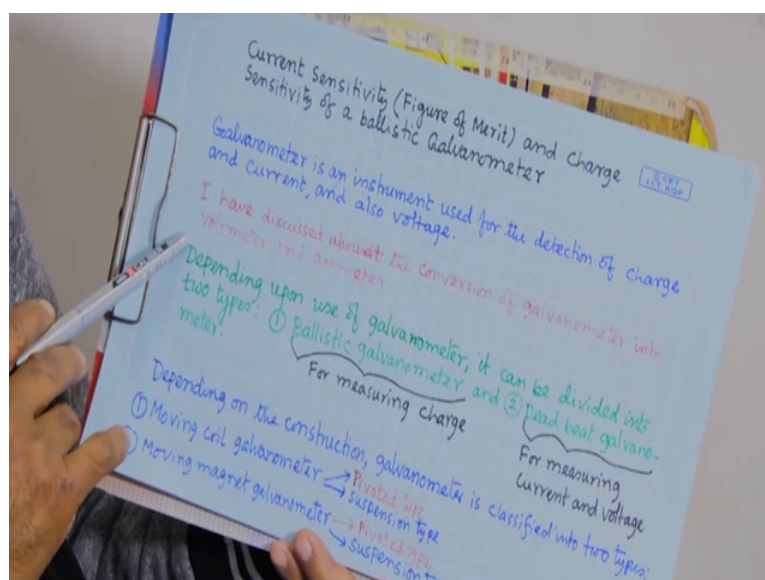 Current Sensitivity (Figure of Merit) and Charge
Sensitivity of a ballistic Galvanometer
© CET
I.I.T. KGP
Galvanometer is an instrument used for the detection of charge
and current, and also voltage.
I have discussed about the conversion of galvanometer into
voltmeter and ammeter.
Depending upon use of galvanometer, it can be divided into
two types: ① Ballistic galvanometer and ② Dead beat galvano-
meter.
For measuring charge
For measuring
Current and voltage
Depending on the construction, galvanometer is classified into two types:
① Moving coil galvanometer → Pivoted type
→ Suspension type
Moving magnet galvanometer → Pivoted type
→ Suspension